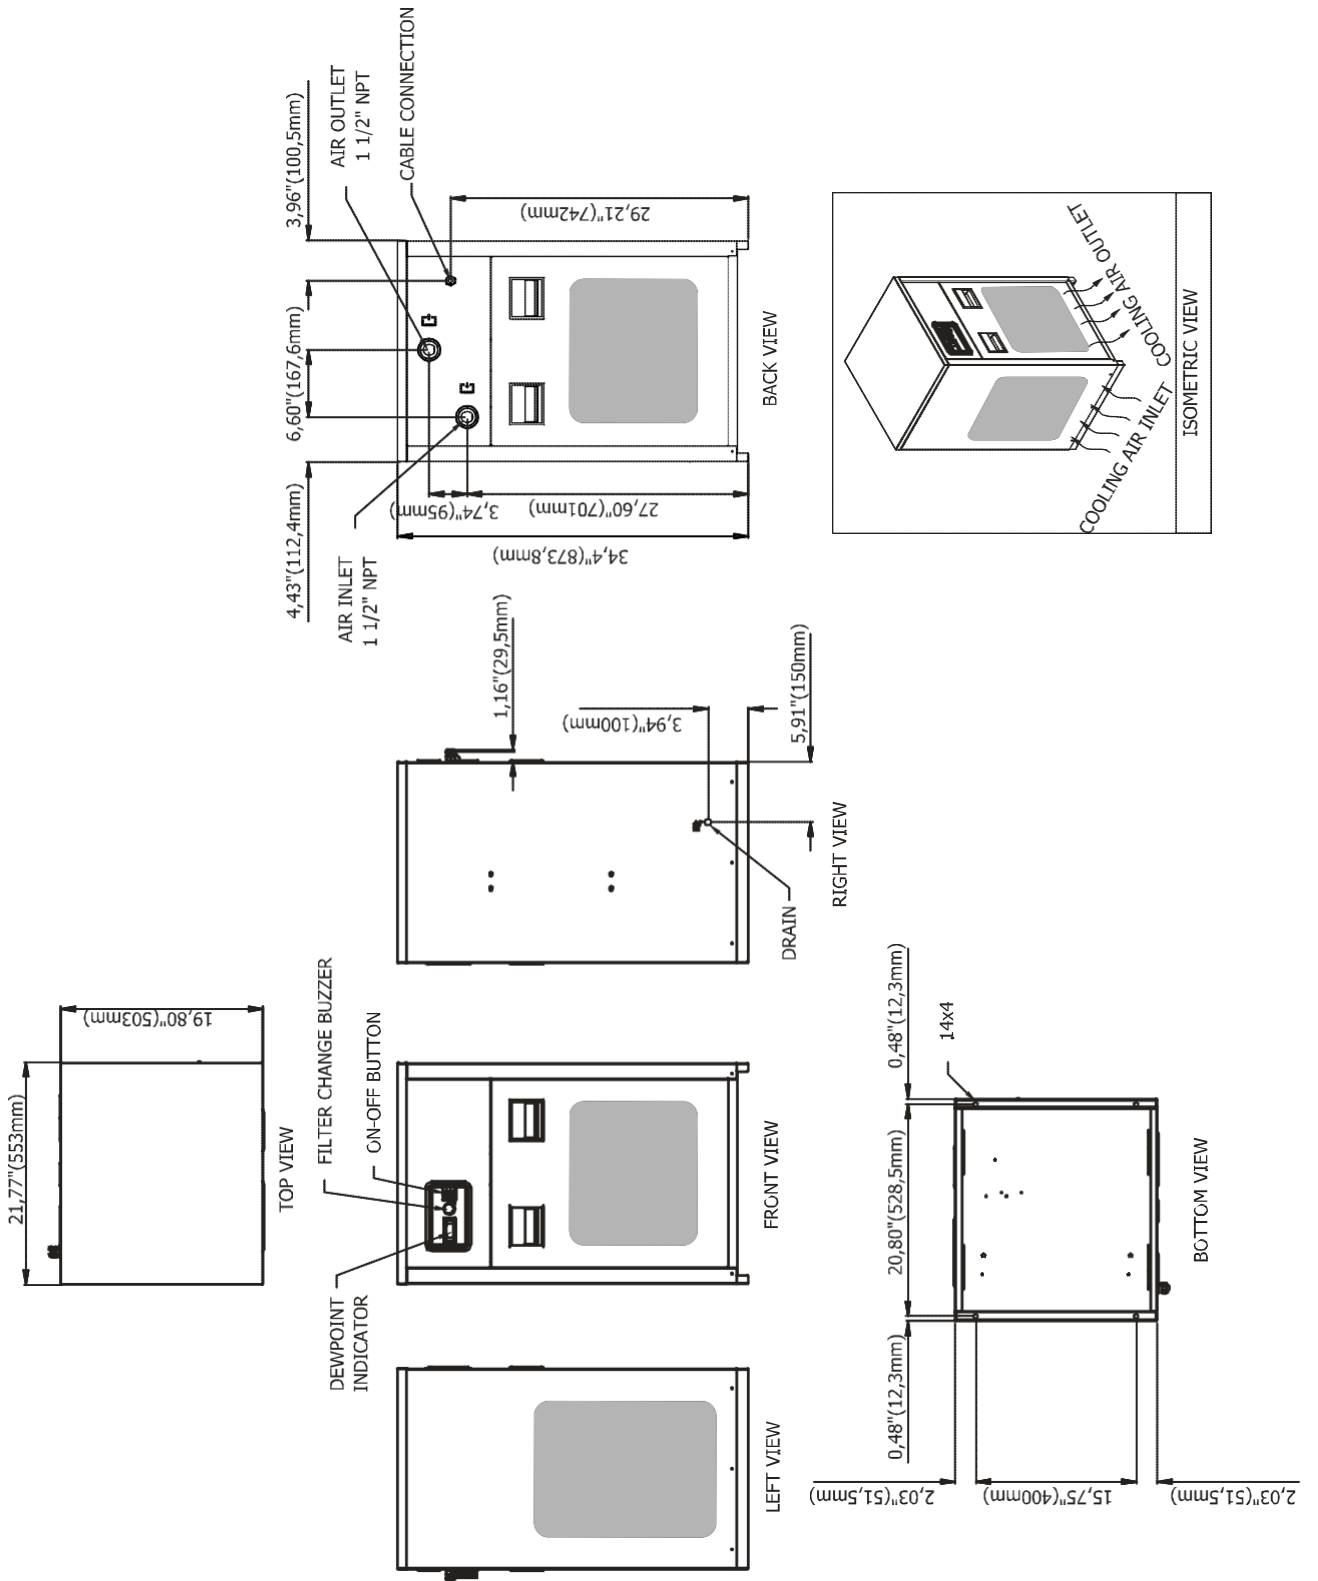 21,77"(553mm)
19,80"(503mm)
TOP VIEW
DEWPOINT
INDICATOR
FILTER CHANGE BUZZER
ON-OFF BUTTON
LEFT VIEW
FRONT VIEW
1,16"(29,5mm)
3,94"(100mm)
5,91"(150mm)
DRAIN
RIGHT VIEW
4,43"(112,4mm)
6,60"(167,6mm)
3,96"(100,5mm)
AIR INLET
1 1/2" NPT
AIR OUTLET
1 1/2" NPT
CABLE CONNECTION
29,21"(742mm)
3,74"(95mm)
27,60"(701mm)
34,4"(873,8mm)
BACK VIEW
0,48"(12,3mm)
20,80"(528,5mm)
0,48"(12,3mm)
14x4
2,03"(51,5mm)
15,75"(400mm)
2,03"(51,5mm)
BOTTOM VIEW
COOLING AIR INLET
COOLING AIR OUTLET
ISOMETRIC VIEW